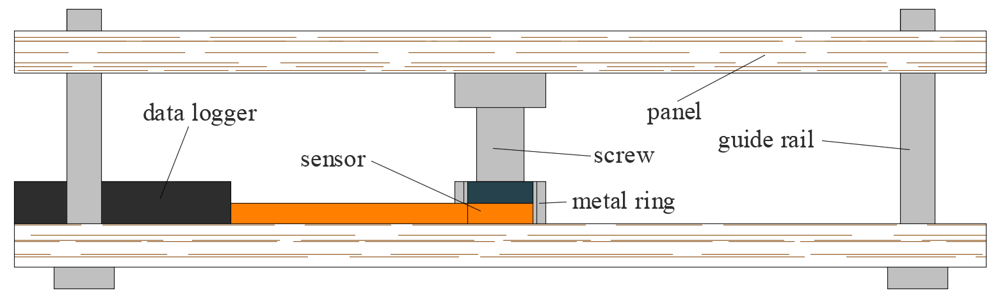 data logger
panel
guide rail
sensor
screw
metal ring